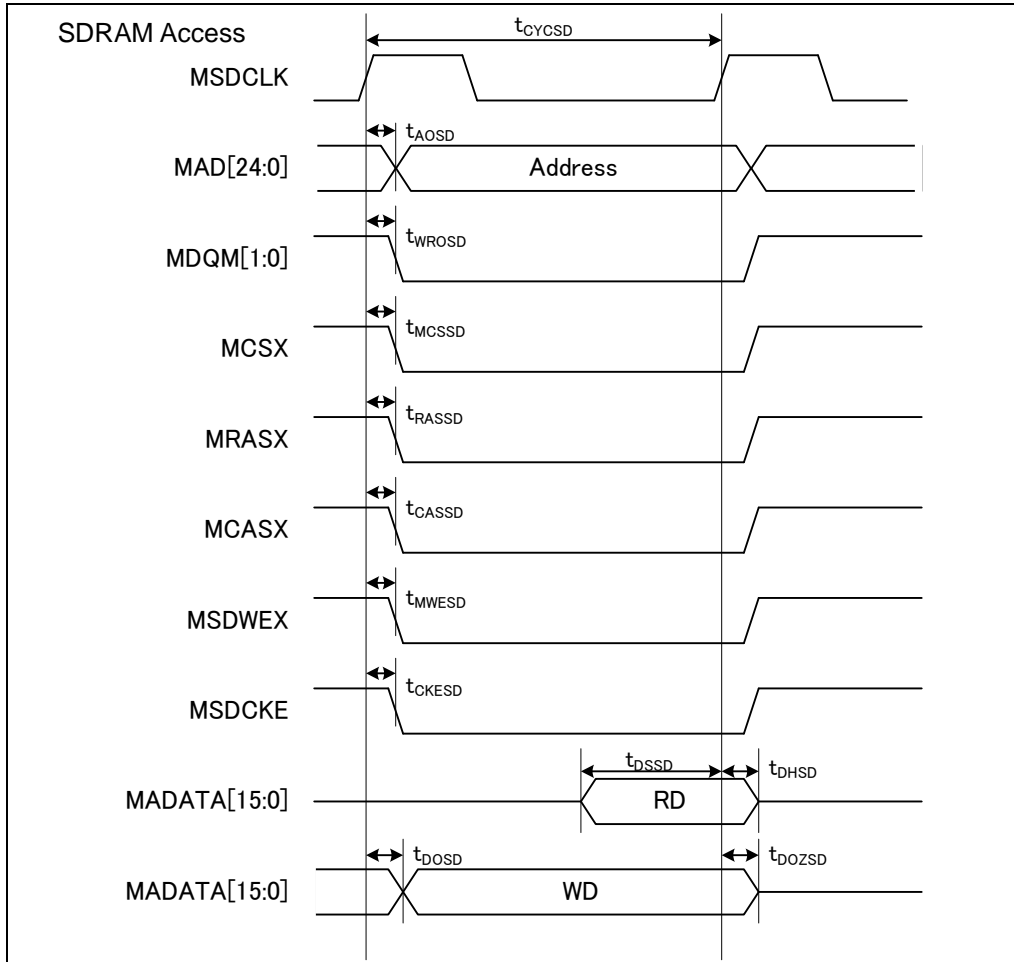 SDRAM Access
tCYCSD
MSDCLK
tAOSD
MAD[24:0]
Address
tWROSD
MDQM[1:0]
tMCSSD
MCSX
tRASSD
MRASX
tCASSD
MCASX
tMWESD
MSDWEX
tCKESD
MSDCKE
tDSSD
tDHSD
MADATA[15:0]
RD
tDOSD
tDOZSD
MADATA[15:0]
WD